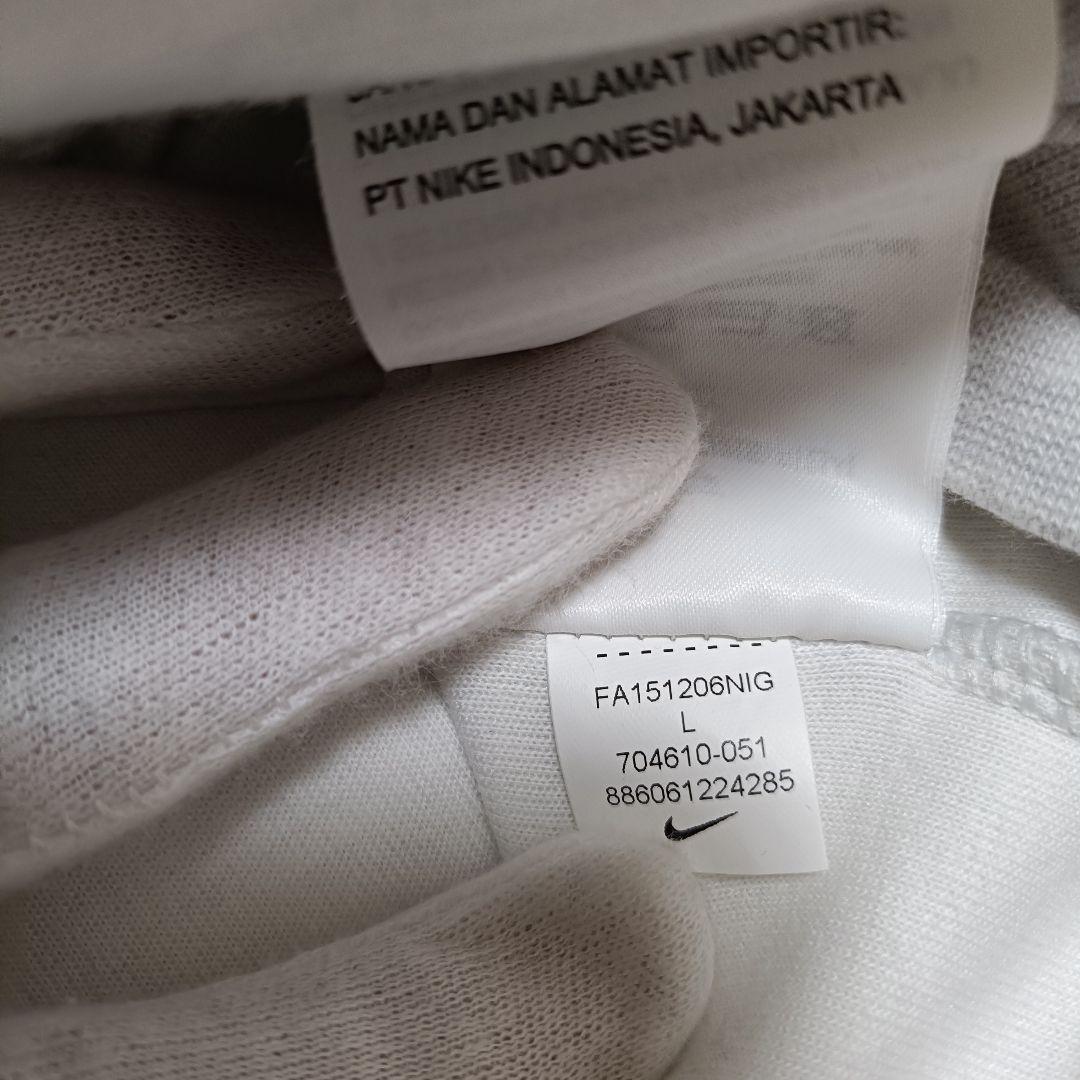 NAMA DAN ALAMAT IMPORTIR:
PT NIKE INDONESIA, JAKARTA
FA151206NIG
L
704610-051
886061224285